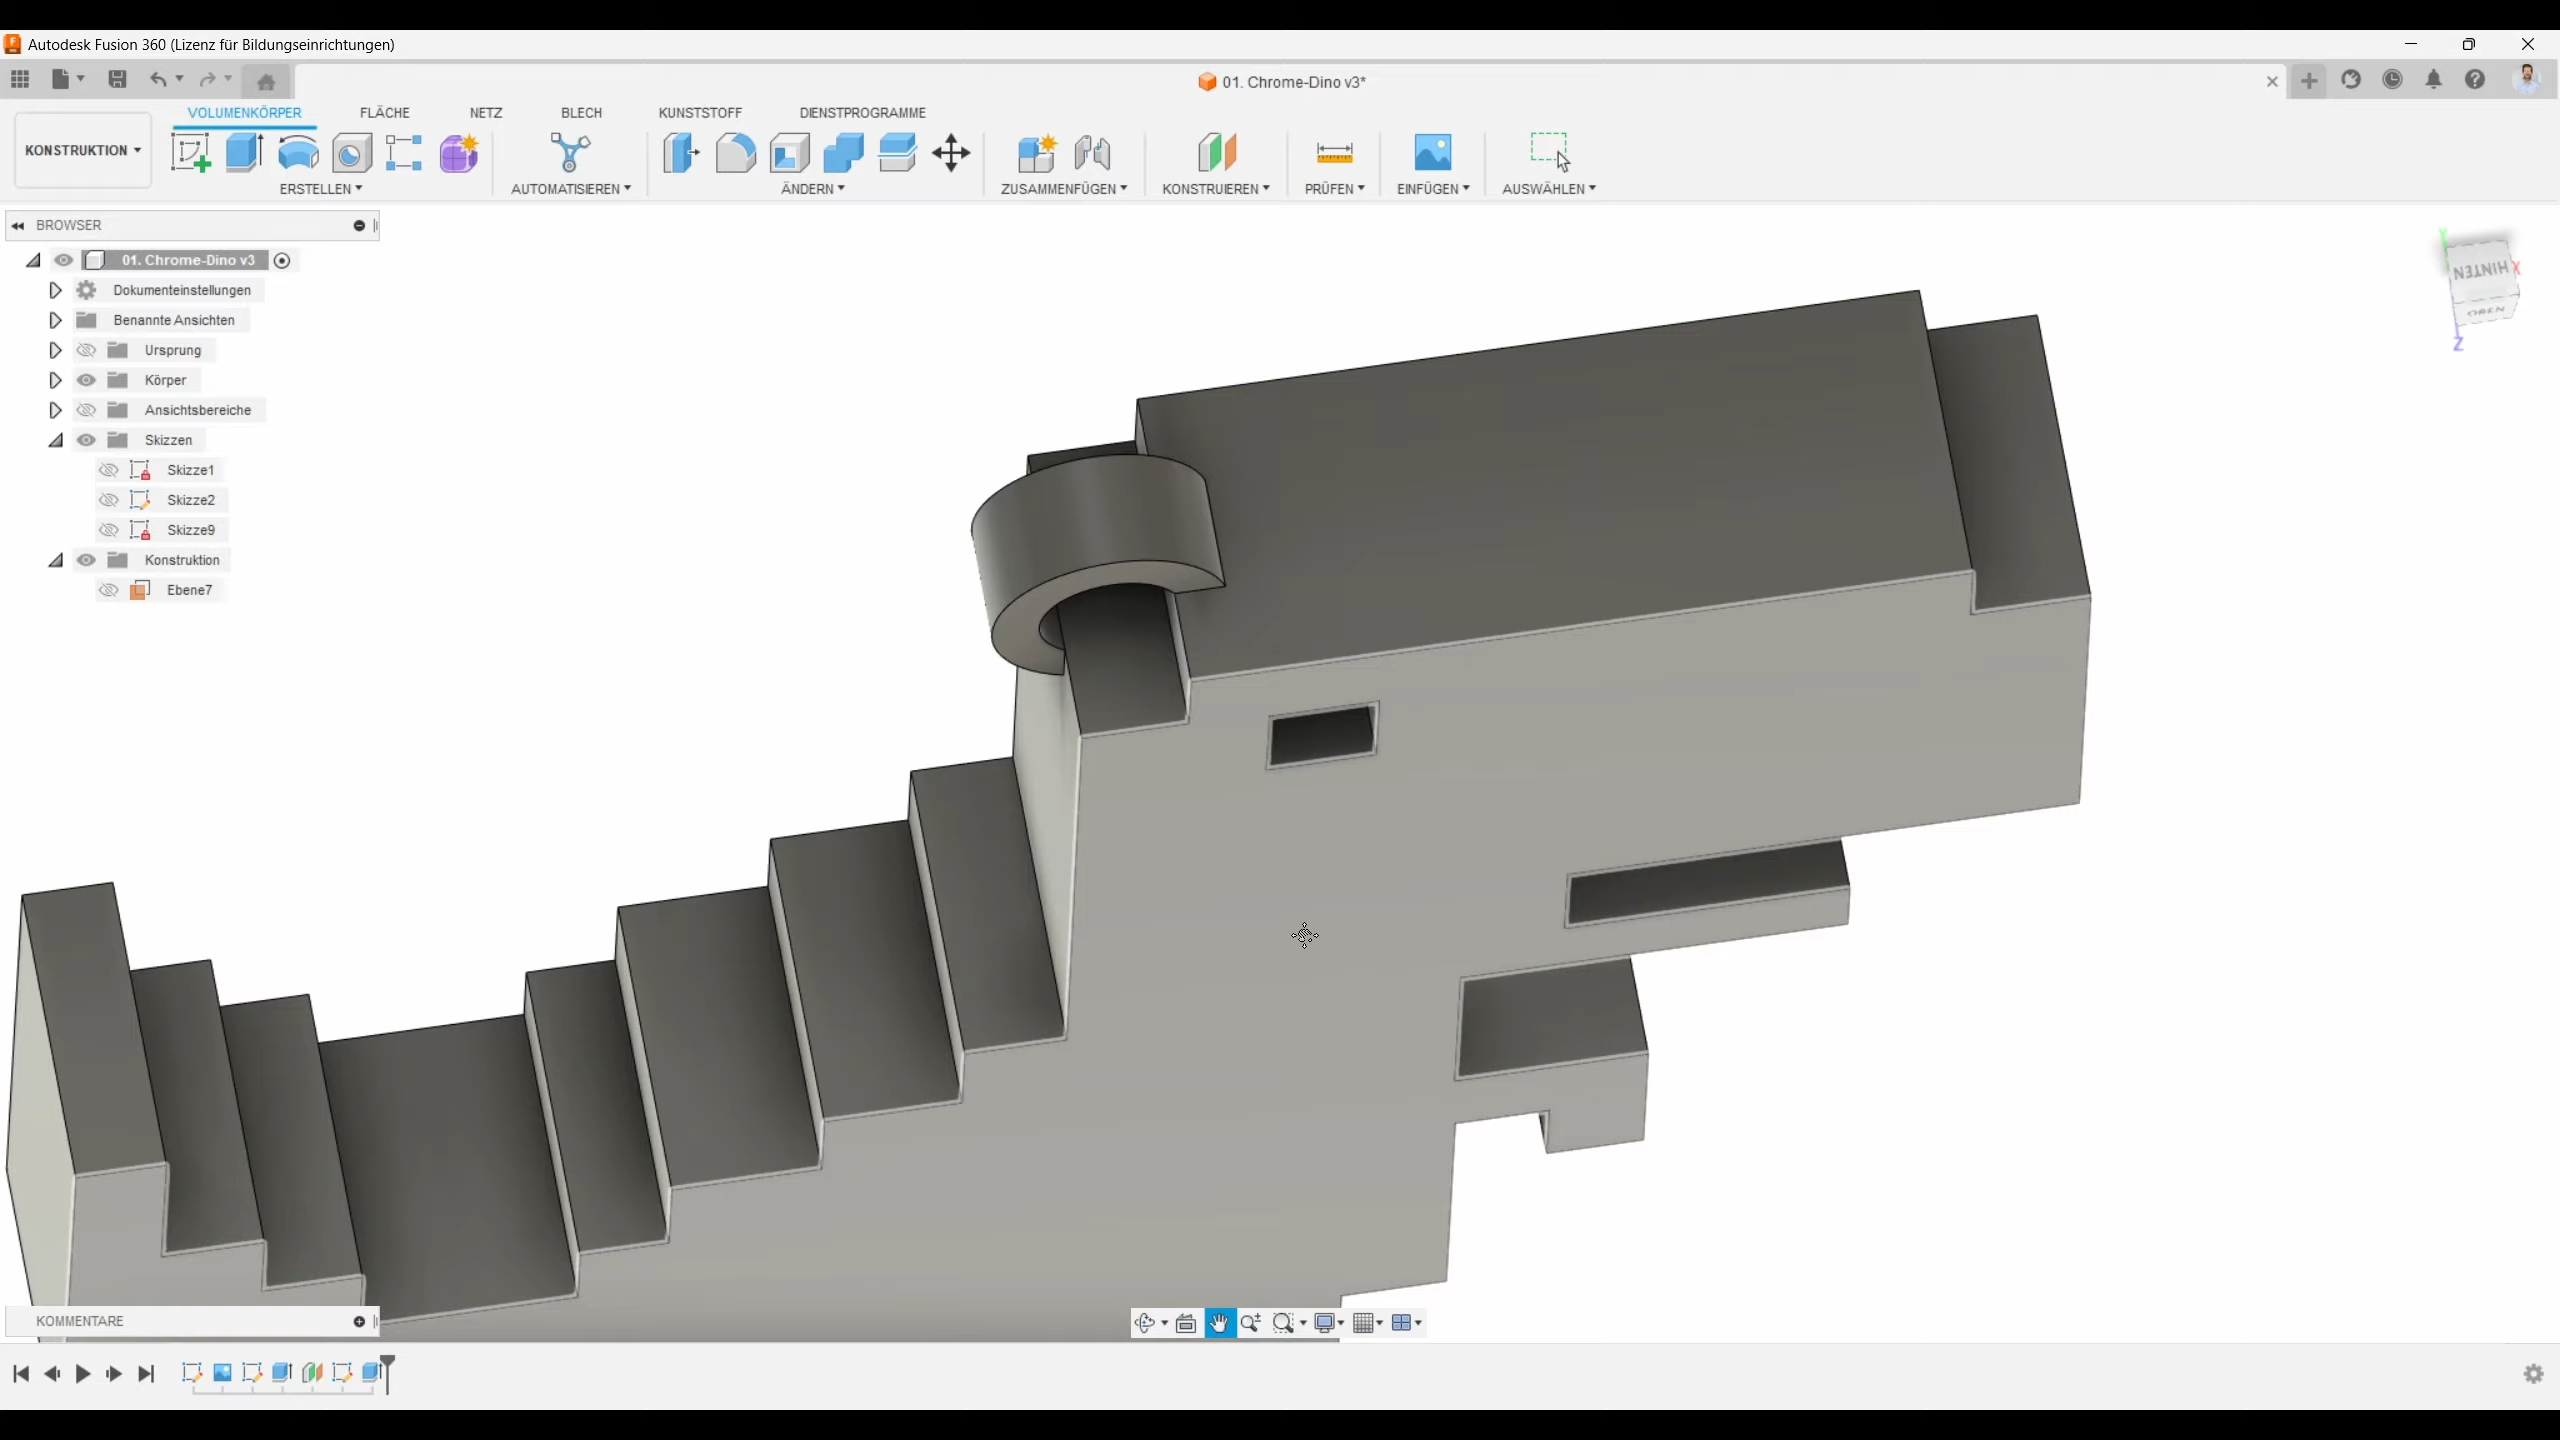 Autodesk Fusion 360 (Lizenz für Bildungseinrichtungen)
01. Chrome-Dino v3*
VOLUMENKÖRPER FLÄCHE NETZ BLECH KUNSTSTOFF DIENSTPROGRAMME
KONSTRUKTION
ERSTELLEN AUTOMATISIEREN ÄNDERN ZUSAMMENFÜGEN KONSTRUIEREN PRÜFEN EINFÜGEN AUSWÄHLEN
BROWSER
01. Chrome-Dino v3
Dokumenteinstellungen
Benannte Ansichten
Ursprung
Körper
Ansichtsbereiche
Skizzen
Skizze1
Skizze2
Skizze9
Konstruktion
Ebene7
HINTEN
X
OBEN
Z
KOMMENTARE